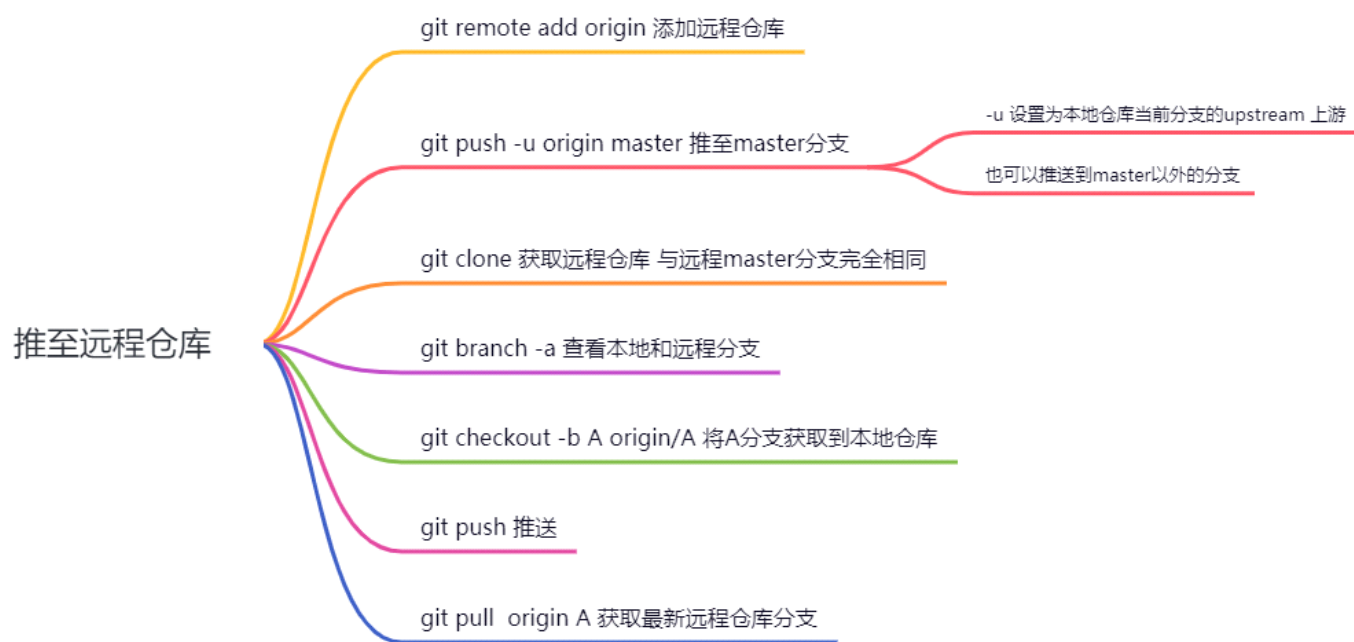 git remote add origin 添加远程仓库
git push -u origin master 推至master分支
-u 设置为本地仓库当前分支的upstream 上游
也可以推送到master以外的分支
git clone 获取远程仓库 与远程master分支完全相同
推至远程仓库
git branch -a 查看本地和远程分支
git checkout -b A origin/A 将A分支获取到本地仓库
git push 推送
git pull  origin A 获取最新远程仓库分支